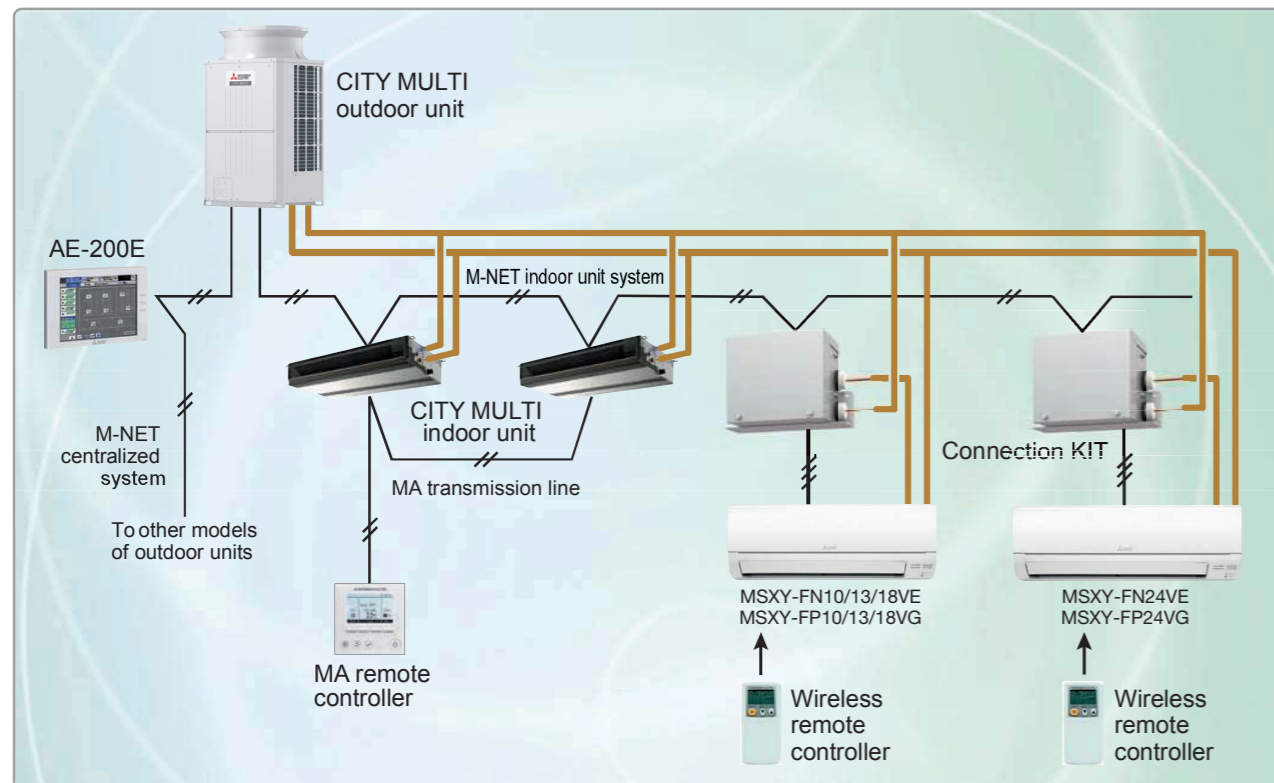 CITY MULTI
outdoor unit
AE-200E
M-NET indoor unit system
CITY MULTI
indoor unit
M-NET
centralized
system
MA transmission line
Connection KIT
To other models
of outdoor units
MSXY-FN10/13/18VE
MSXY-FP10/13/18VG
MSXY-FN24VE
MSXY-FP24VG
MA remote
controller
Wireless
remote
controller
Wireless
remote
controller